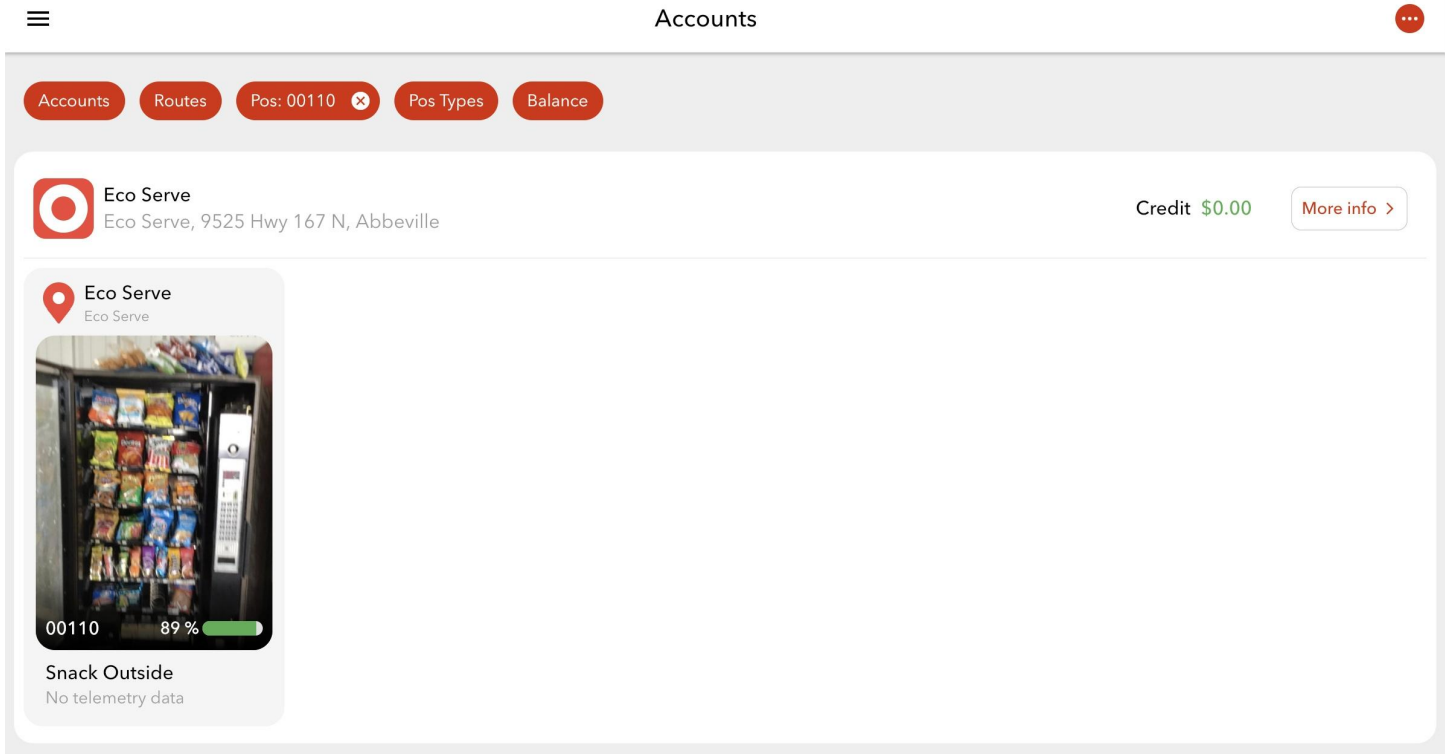 Accounts
Accounts
Routes
Pos: 00110
Pos Types
Balance
Eco Serve
Eco Serve, 9525 Hwy 167 N, Abbeville
Credit $0.00
More info >
Eco Serve
Eco Serve
00110 89 %
Snack Outside
No telemetry data